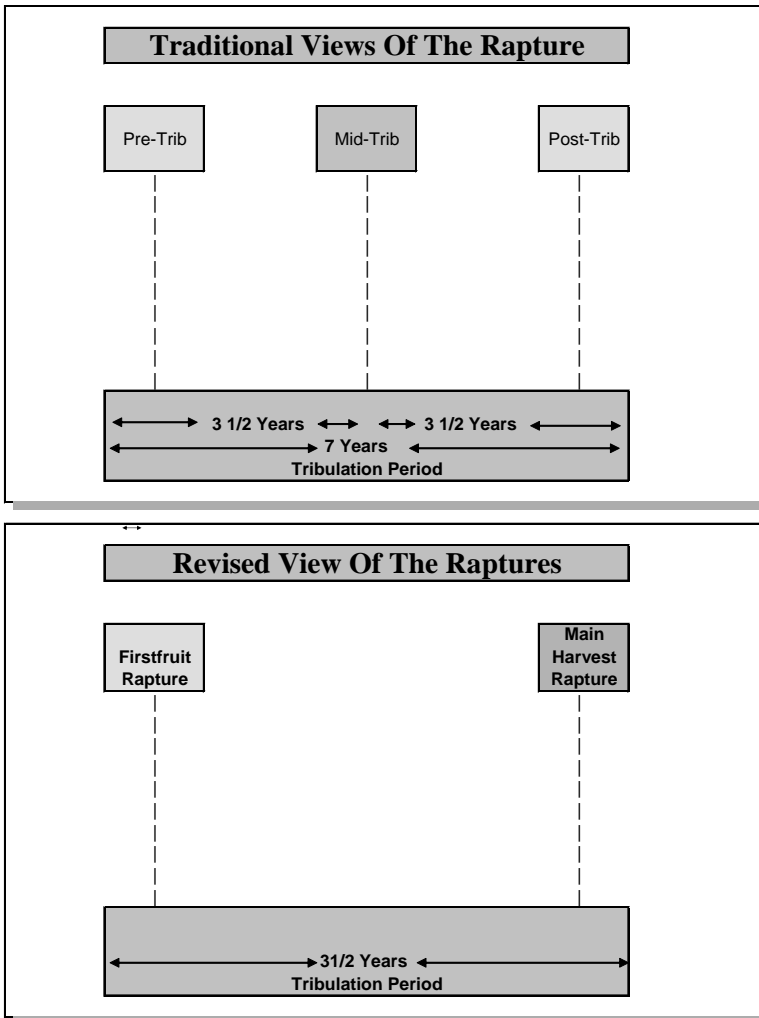 Traditional Views Of The Rapture
Pre-Trib Mid-Trib Post-Trib
3 1/2 Years 3 1/2 Years
7 Years
Tribulation Period
Revised View Of The Raptures
Firstfruit
Rapture
Main
Harvest
Rapture
31/2 Years
Tribulation Period